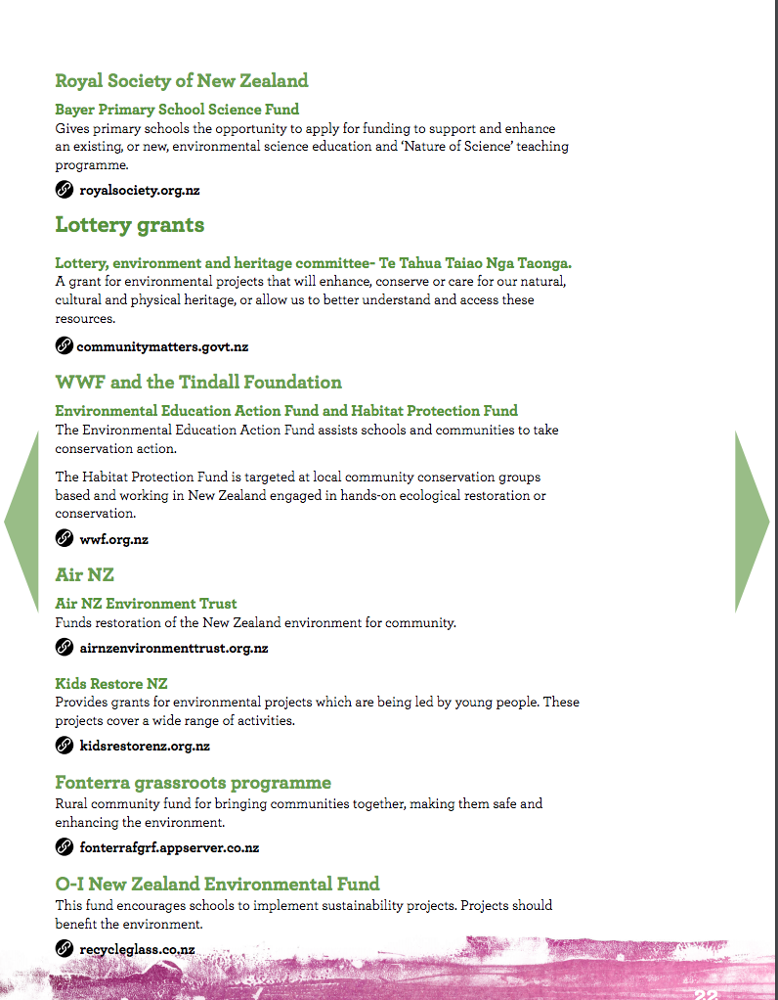 Royal Society of New Zealand
Bayer Primary School Science Fund
Gives primary schools the opportunity to apply for funding to support and enhance
an existing, or new, environmental science education and ‘Nature of Science’ teaching
programme.
royalsociety.org.nz
Lottery grants
Lottery, environment and heritage committee- Te Tahua Taiao Nga Taonga.
A grant for environmental projects that will enhance, conserve or care for our natural,
cultural and physical heritage, or allow us to better understand and access these
resources.
communitymatters.govt.nz
WWF and the Tindall Foundation
Environmental Education Action Fund and Habitat Protection Fund
The Environmental Education Action Fund assists schools and communities to take
conservation action.
The Habitat Protection Fund is targeted at local community conservation groups
based and working in New Zealand engaged in hands-on ecological restoration or
conservation.
wwf.org.nz
Air NZ
Air NZ Environment Trust
Funds restoration of the New Zealand environment for community.
airnzenvironmenttrust.org.nz
Kids Restore NZ
Provides grants for environmental projects which are being led by young people. These
projects cover a wide range of activities.
kidsrestorenz.org.nz
Fonterra grassroots programme
Rural community fund for bringing communities together, making them safe and
enhancing the environment.
fonterrafgrf.appserver.co.nz
O-I New Zealand Environmental Fund
This fund encourages schools to implement sustainability projects. Projects should
benefit the environment.
recycleglass.co.nz